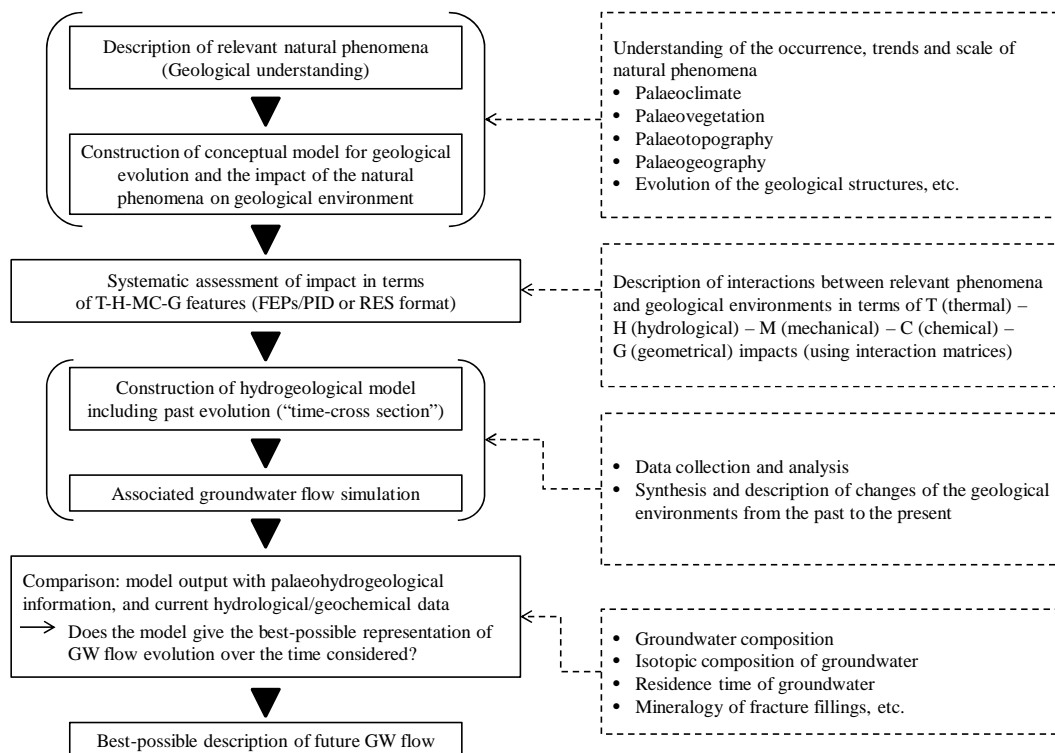 Description of relevant natural phenomena
(Geological understanding)
Construction of conceptual model for geological
evolution and the impact of the natural
phenomena on geological environment
Systematic assessment of impact in terms
of T-H-MC-G features (FEPs/PID or RES format)
Construction of hydrogeological model
including past evolution (“time-cross section”)
Associated groundwater flow simulation
Comparison: model output with palaeohydrogeological
information, and current hydrological/geochemical data
Does the model give the best-possible representation of
GW flow evolution over the time considered?
Best-possible description of future GW flow
Understanding of the occurrence, trends and scale of
natural phenomena
• Palaeoclimate
• Palaeovegetation
• Palaeotopography
• Palaeogeography
• Evolution of the geological structures, etc.
Description of interactions between relevant phenomena
and geological environments in terms of T (thermal) –
H (hydrological) – M (mechanical) – C (chemical) –
G (geometrical) impacts (using interaction matrices)
• Data collection and analysis
• Synthesis and description of changes of the geological
environments from the past to the present
• Groundwater composition
• Isotopic composition of groundwater
• Residence time of groundwater
• Mineralogy of fracture fillings, etc.